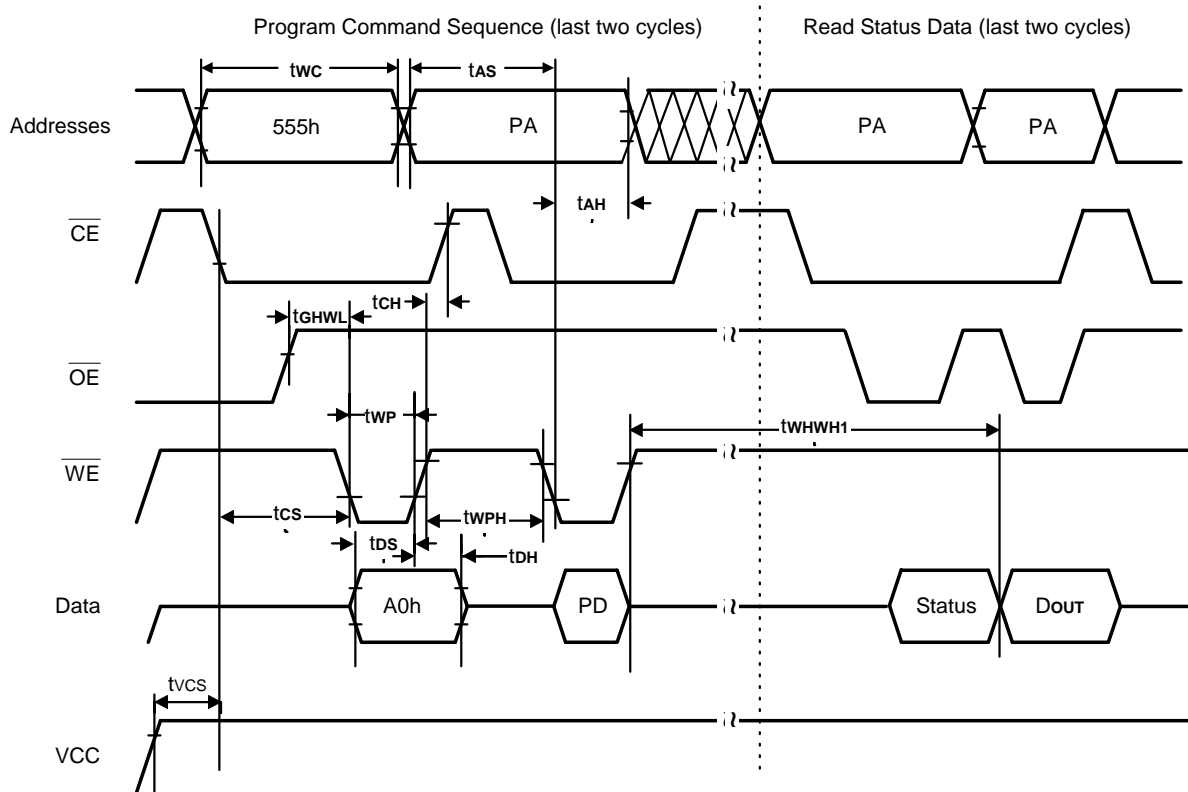 Program Command Sequence (last two cycles) Read Status Data (last two cycles)
tWC tAS
Addresses 555h PA PA PA
tAH
CE
tCH
tGHWL
OE
tWP tWHWH1
WE
tCS tWPH
tDS tDH
Data A0h PD Status DOUT
tVCS
VCC